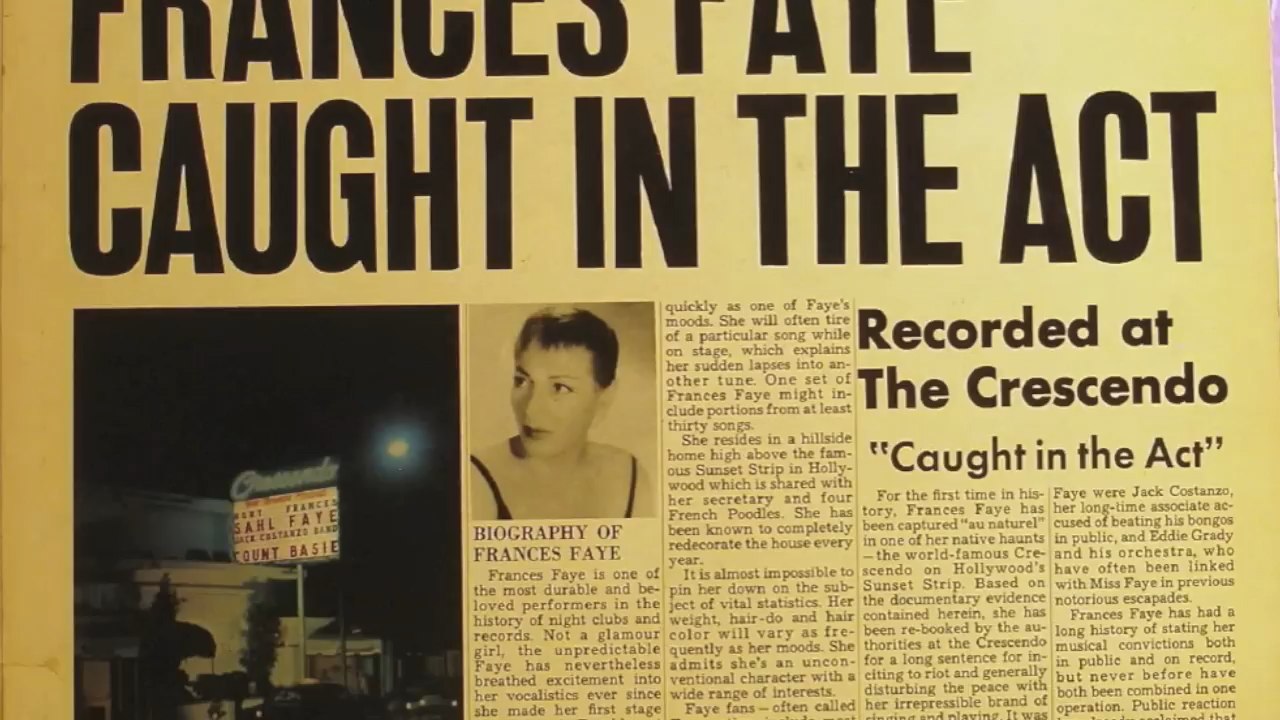 FRANCES FAYE
CAUGHT IN THE ACT
Crescendo
MORT FRANCES
SAHL FAYE
JACK COSTANZO BAND
COUNT BASIE
BIOGRAPHY OF
FRANCES FAYE
Frances Faye is one of
the most durable and be-
loved performers in the
history of night clubs and
records. Not a glamour
girl, the unpredictable
Faye has nevertheless
breathed excitement into
her vocalistics ever since
she made her first stage
quickly as one of Faye's
moods. She will often tire
of a particular song while
on stage, which explains
her sudden lapses into an-
other tune. One set of
Frances Faye might in-
clude portions from at least
thirty songs.
She resides in a hillside
home high above the fam-
ous Sunset Strip in Holly-
wood which is shared with
her secretary and four
French Poodles. She has
been known to completely
redecorate the house every
year.
It is almost impossible to
pin her down on the sub-
ject of vital statistics. Her
weight, hair-do and hair
color will vary as fre-
quently as her moods. She
admits she's an uncon-
ventional character with a
wide range of interests.
Faye fans — often called
Recorded at
The Crescendo
"Caught in the Act"
For the first time in his-
tory, Frances Faye has
been captured "au naturel"
in one of her native haunts
— the world-famous Cre-
scendo on Hollywood's
Sunset Strip. Based on
the documentary evidence
contained herein, she has
been re-booked by the au-
thorities at the Crescendo
for a long sentence for in-
citing to riot and generally
disturbing the peace with
her irrepressible brand of
singing and playing. It was
Faye were Jack Costanzo,
her long-time associate ac-
cused of beating his bongos
in public, and Eddie Grady
and his orchestra, who
have often been linked
with Miss Faye in previous
notorious escapades.
Frances Faye has had a
long history of stating her
musical convictions both
in public and on record,
but never before have
both been combined in one
operation. Public reaction